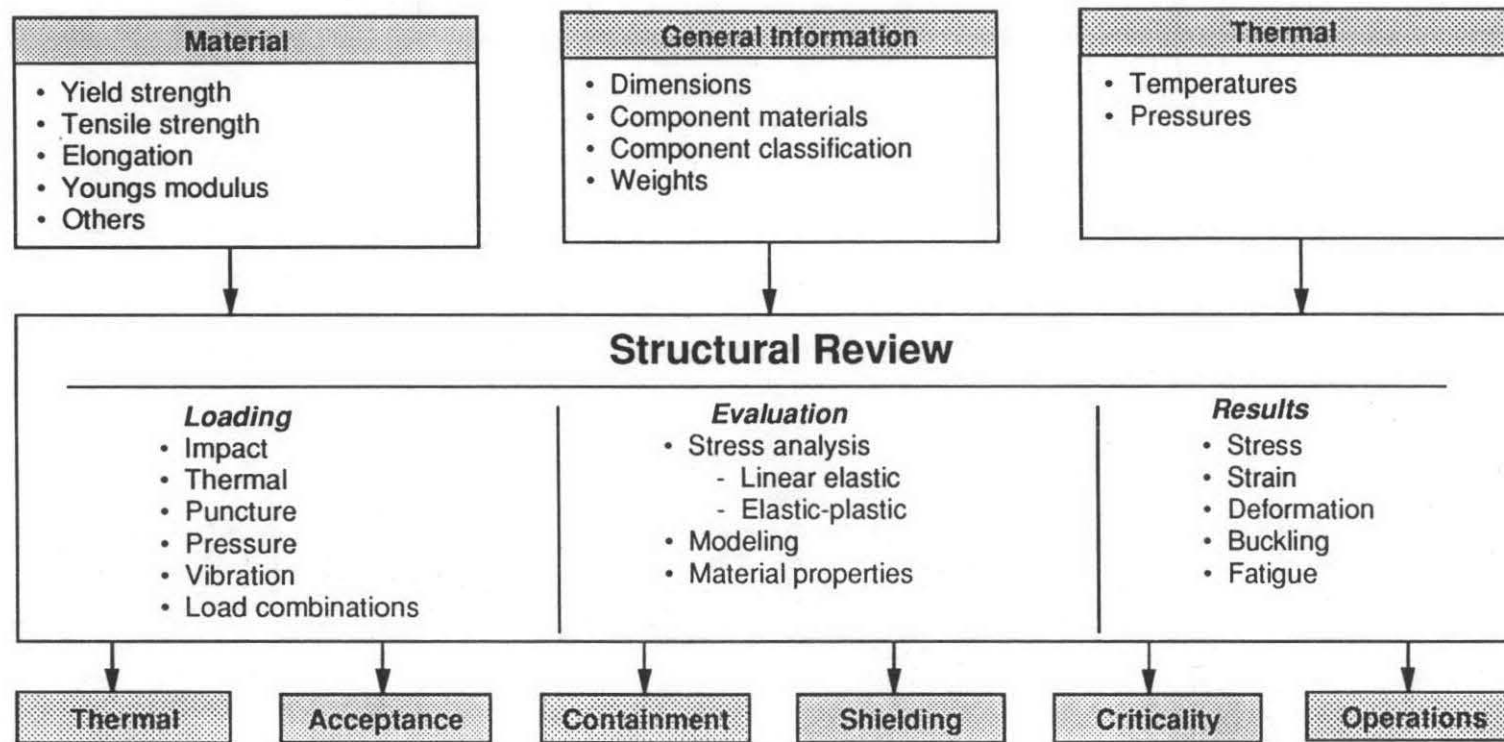 Material
• Yield strength
• Tensile strength
• Elongation
• Youngs modulus
• Others
General Information
• Dimensions
• Component materials
• Component classification
• Weights
Thermal
• Temperatures
• Pressures
Structural Review
Loading
• Impact
• Thermal
• Puncture
• Pressure
• Vibration
• Load combinations
Evaluation
• Stress analysis
- Linear elastic
- Elastic-plastic
• Modeling
• Material properties
Results
• Stress
• Strain
• Deformation
• Buckling
• Fatigue
Thermal
Acceptance
Containment
Shielding
Criticality
Operations